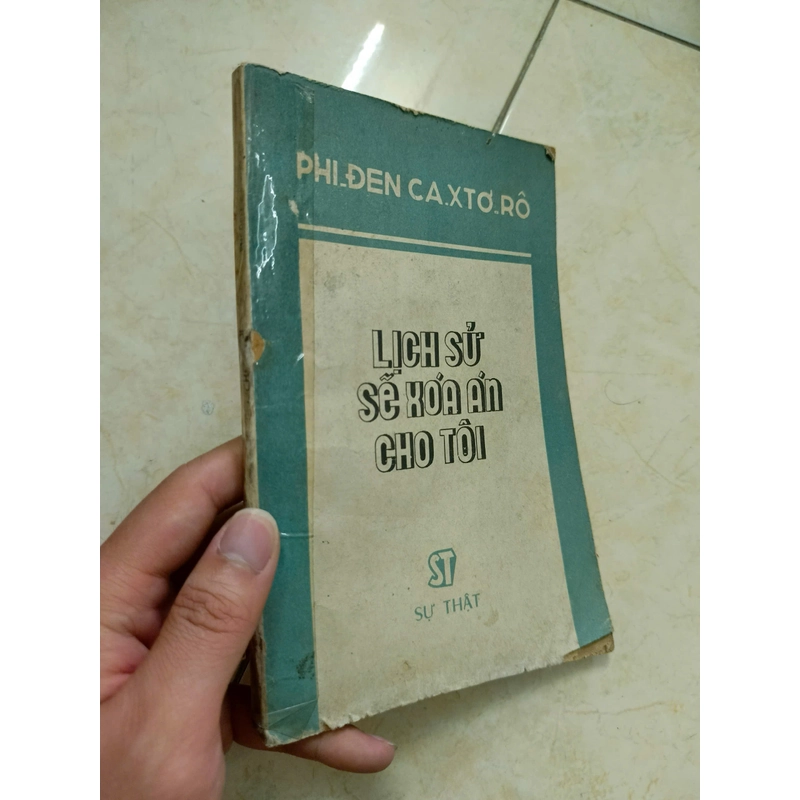 PHI-ĐEN CA-XTƠ-RÔ
LỊCH SỬ
SẼ XÓA ÁN
CHO TÔI
ST
SỰ THẬT